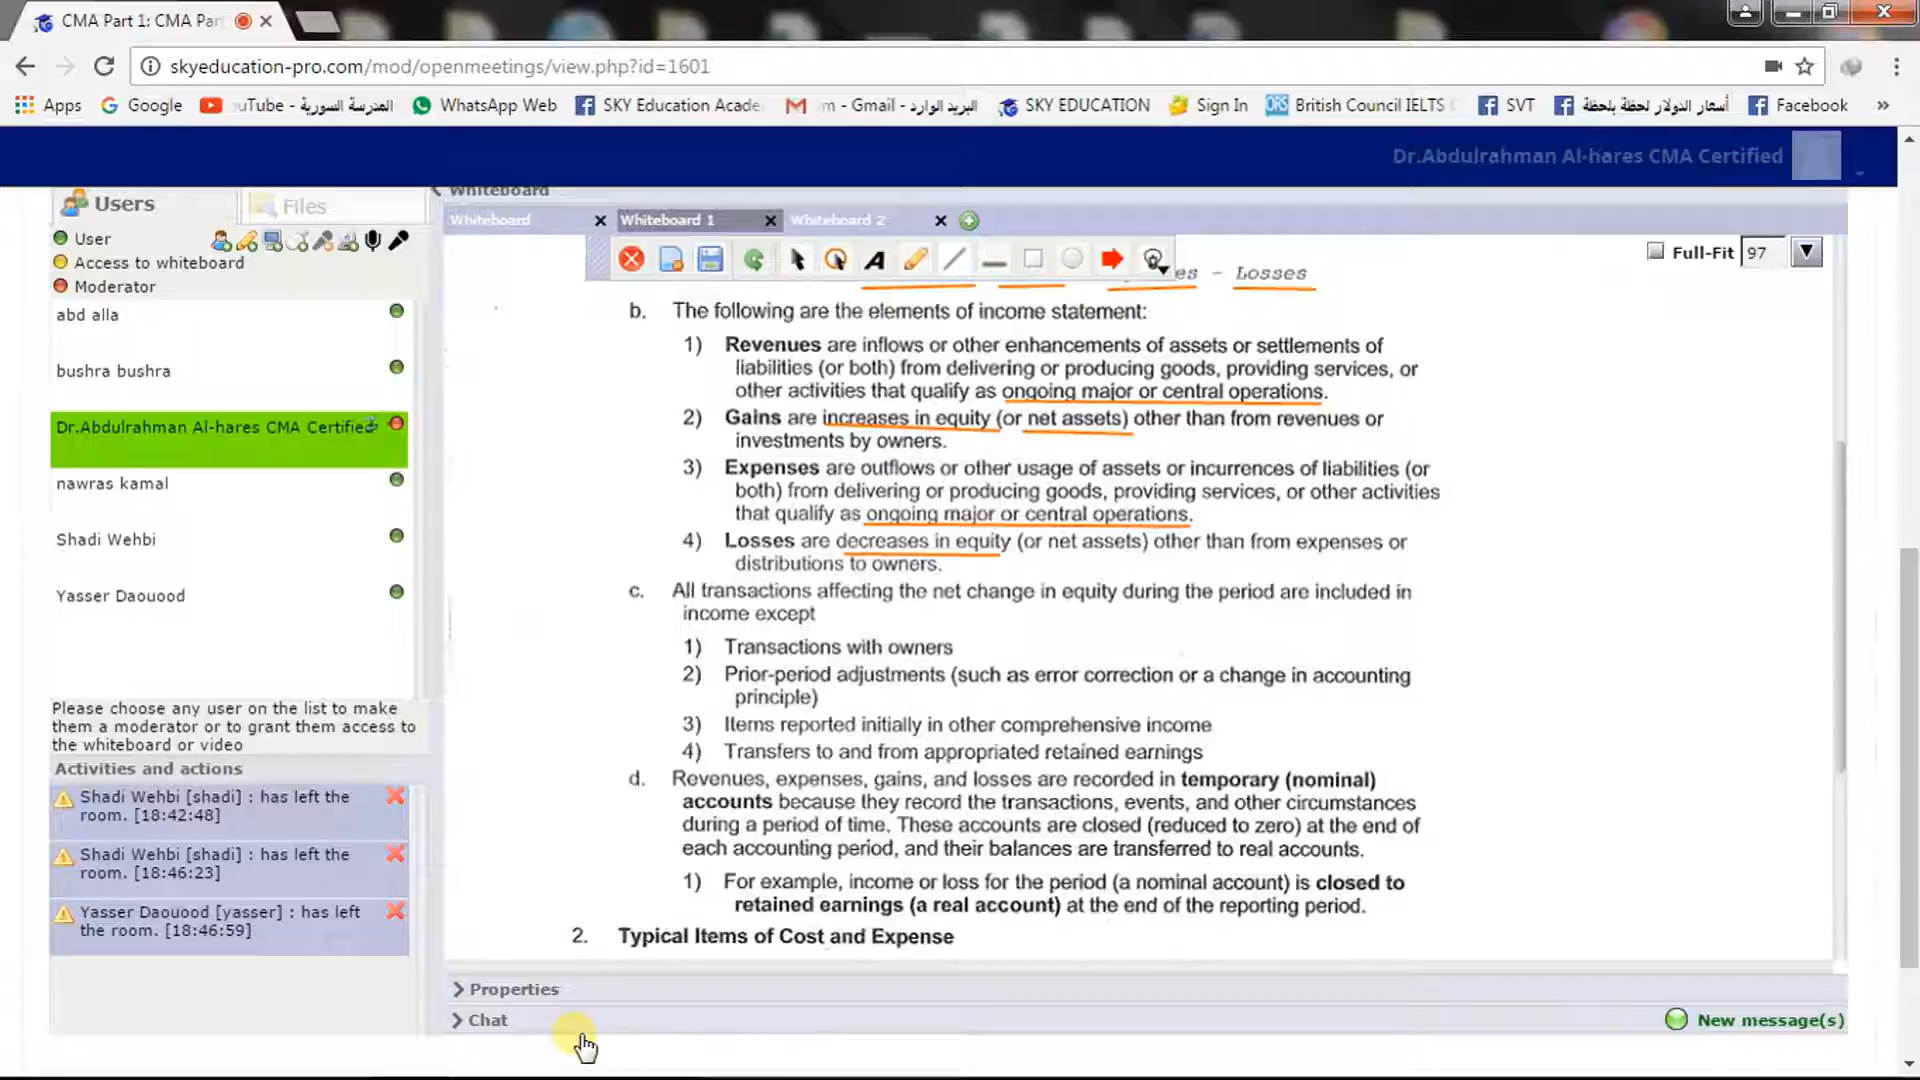 CMA Part 1: CMA Par
skyeducation-pro.com/mod/openmeetings/view.php?id=1601
Apps
Google
uTube - المدرسة السورية
WhatsApp Web
SKY Education Acade
m - Gmail - البريد الوارد
SKY EDUCATION
Sign In
British Council IELTS
SVT
أسعار الدولار لحظة بلحظة
Facebook
»
Dr.Abdulrahman Al-hares CMA Certified
Users
Files
User
Access to whiteboard
Moderator
abd alla
bushra bushra
Dr.Abdulrahman Al-hares CMA Certified
nawras kamal
Shadi Wehbi
Yasser Daouood
Please choose any user on the list to make
them a moderator or to grant them access to
the whiteboard or video
Activities and actions
Shadi Wehbi [shadi] : has left the
room. [18:42:48]
Shadi Wehbi [shadi] : has left the
room. [18:46:23]
Yasser Daouood [yasser] : has left
the room. [18:46:59]
Whiteboard
Whiteboard
Whiteboard 1
Whiteboard 2
Full-Fit 97
es - Losses
b. The following are the elements of income statement:
1) Revenues are inflows or other enhancements of assets or settlements of
liabilities (or both) from delivering or producing goods, providing services, or
other activities that qualify as ongoing major or central operations.
2) Gains are increases in equity (or net assets) other than from revenues or
investments by owners.
3) Expenses are outflows or other usage of assets or incurrences of liabilities (or
both) from delivering or producing goods, providing services, or other activities
that qualify as ongoing major or central operations.
4) Losses are decreases in equity (or net assets) other than from expenses or
distributions to owners.
c. All transactions affecting the net change in equity during the period are included in
income except
1) Transactions with owners
2) Prior-period adjustments (such as error correction or a change in accounting
principle)
3) Items reported initially in other comprehensive income
4) Transfers to and from appropriated retained earnings
d. Revenues, expenses, gains, and losses are recorded in temporary (nominal)
accounts because they record the transactions, events, and other circumstances
during a period of time. These accounts are closed (reduced to zero) at the end of
each accounting period, and their balances are transferred to real accounts.
1) For example, income or loss for the period (a nominal account) is closed to
retained earnings (a real account) at the end of the reporting period.
2. Typical Items of Cost and Expense
Properties
Chat
New message(s)